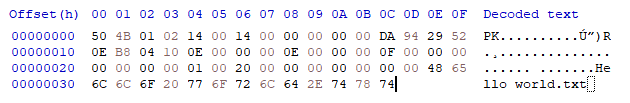 Offset(h) 00 01 02 03 04 05 06 07 08 09 0A 0B 0C 0D 0E 0F Decoded text
00000000 50 4B 01 02 14 00 14 00 00 00 00 00 DA 94 29 52 PK..........Ú”)R
00000010 0E B8 04 10 0E 00 00 00 0E 00 00 00 0F 00 00 00 .¸..............
00000020 00 00 00 00 01 00 20 00 00 00 00 00 00 00 48 65 ...... .......He
00000030 6C 6C 6F 20 77 6F 72 6C 64 2E 74 78 74 llo world.txt